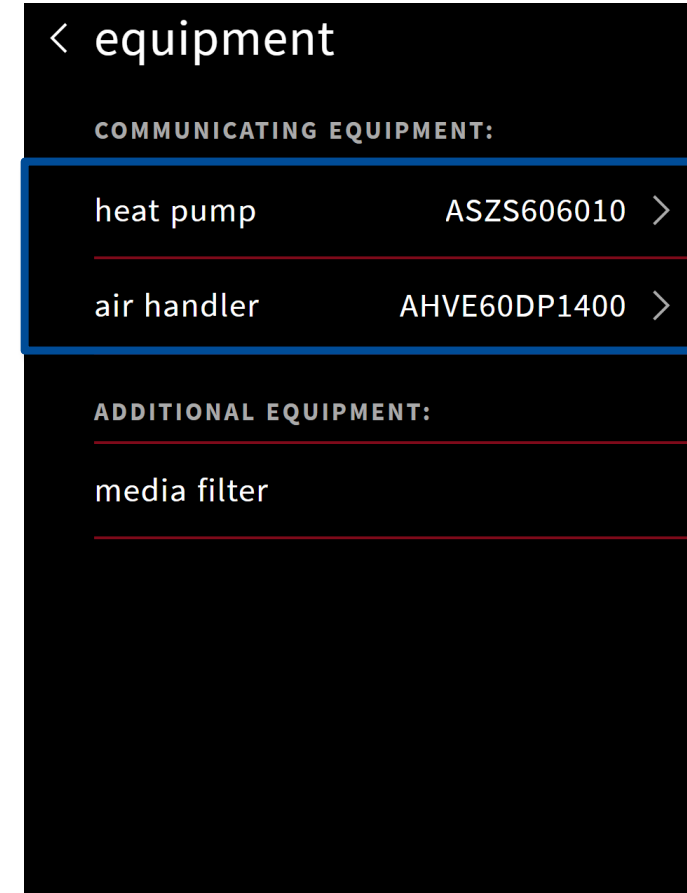 equipment
COMMUNICATING EQUIPMENT:
heat pump ASZS606010
air handler AHVE60DP1400
ADDITIONAL EQUIPMENT:
media filter